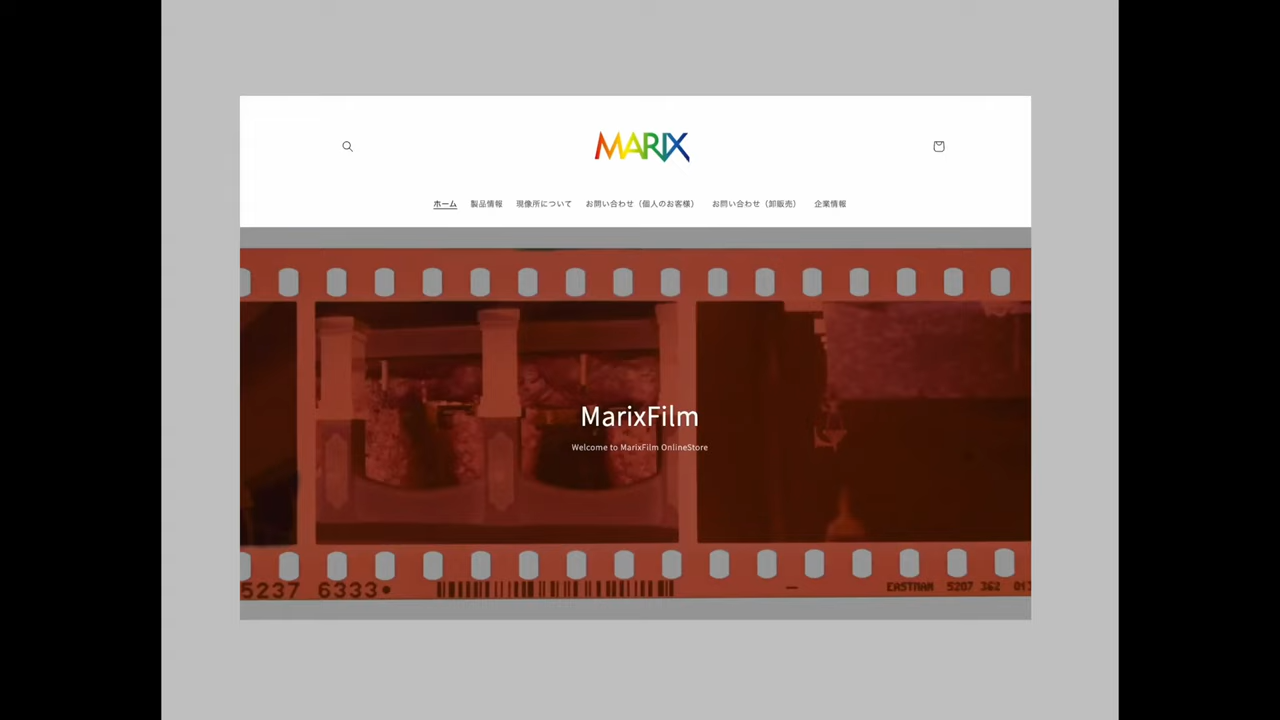 MARIX
ホーム 製品情報 現像所について お問い合わせ（個人のお客様） お問い合わせ（卸販売） 企業情報
MarixFilm
Welcome to MarixFilm OnlineStore
5237 6333● EASTMAN 5207 362